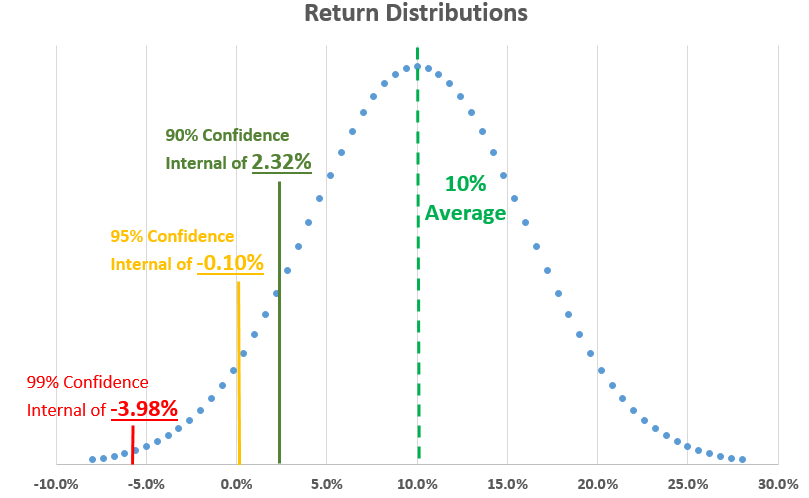 Return Distributions
90% Confidence
Internal of 2.32%
10%
Average
95% Confidence
Internal of -0.10%
99% Confidence
Internal of -3.98%
-10.0% -5.0% 0.0% 5.0% 10.0% 15.0% 20.0% 25.0% 30.0%